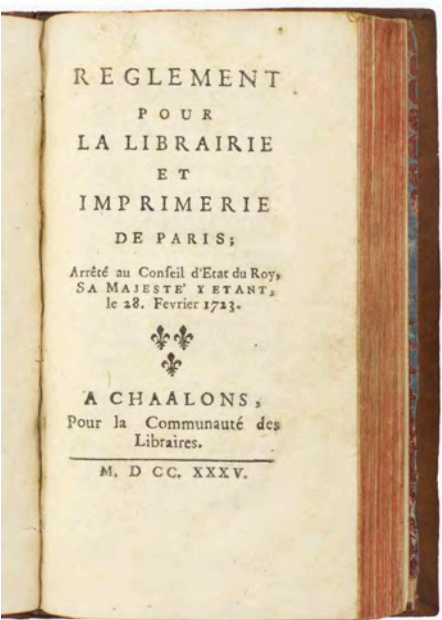 REGLEMENT
POUR
LA LIBRAIRIE
ET
IMPRIMERIE
DE PARIS;
Arrêté au Conseil d'Etat du Roy,
SA MAJESTE' Y ETANT,
le 28. Fevrier 1723.
A CHAALONS,
Pour la Communauté des
Libraires.
M. D CC. XXXV.